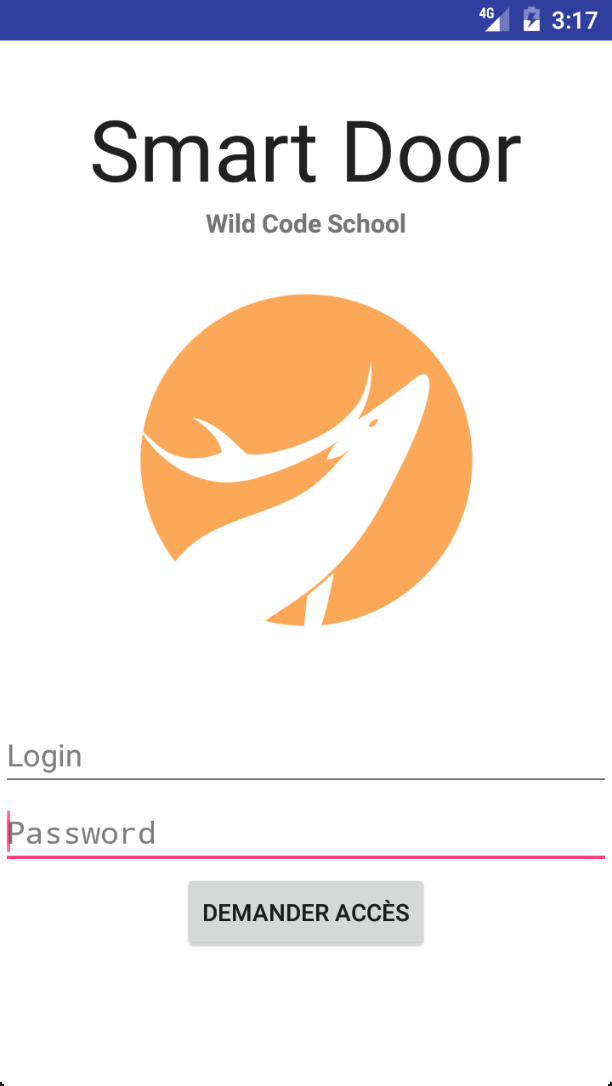 4G 3:17
Smart Door
Wild Code School
Login
Password
DEMANDER ACCÈS